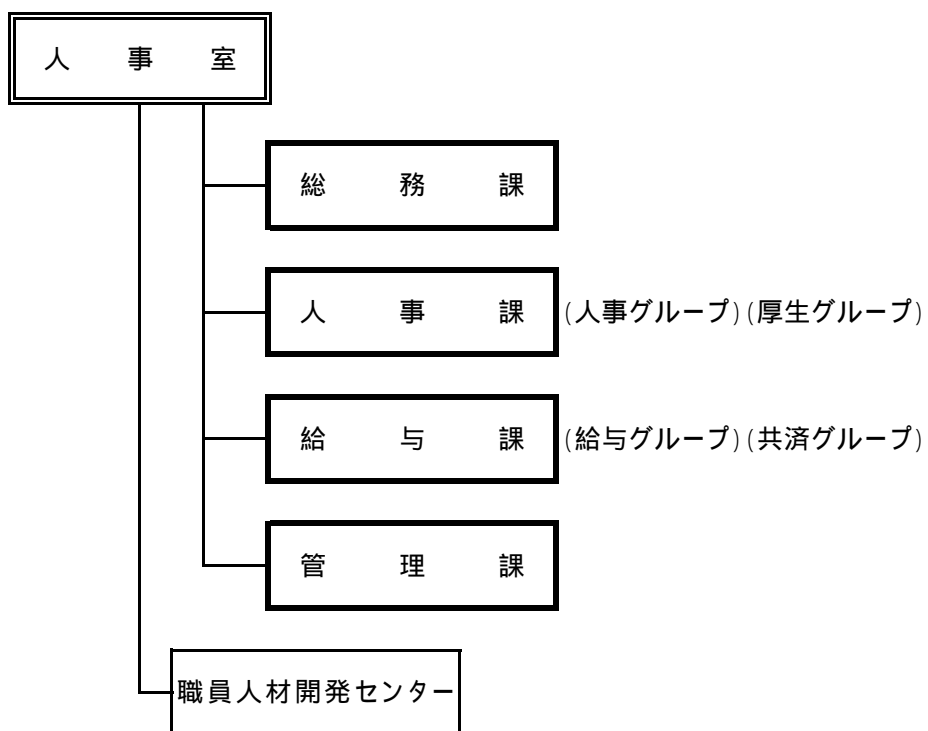 人事室
総務課
人事課 (人事グループ)(厚生グループ)
給与課 (給与グループ)(共済グループ)
管理課
職員人材開発センター